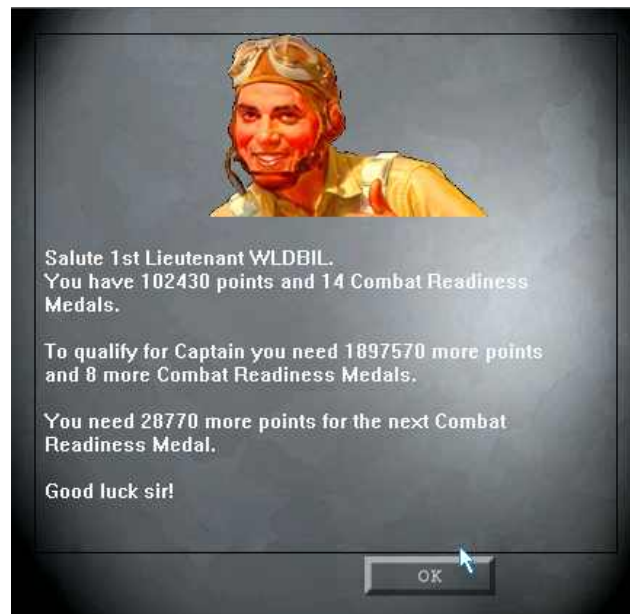 Salute 1st Lieutenant WLDBIL.
You have 102430 points and 14 Combat Readiness
Medals.
To qualify for Captain you need 1897570 more points
and 8 more Combat Readiness Medals.
You need 28770 more points for the next Combat
Readiness Medal.
Good luck sir!
OK